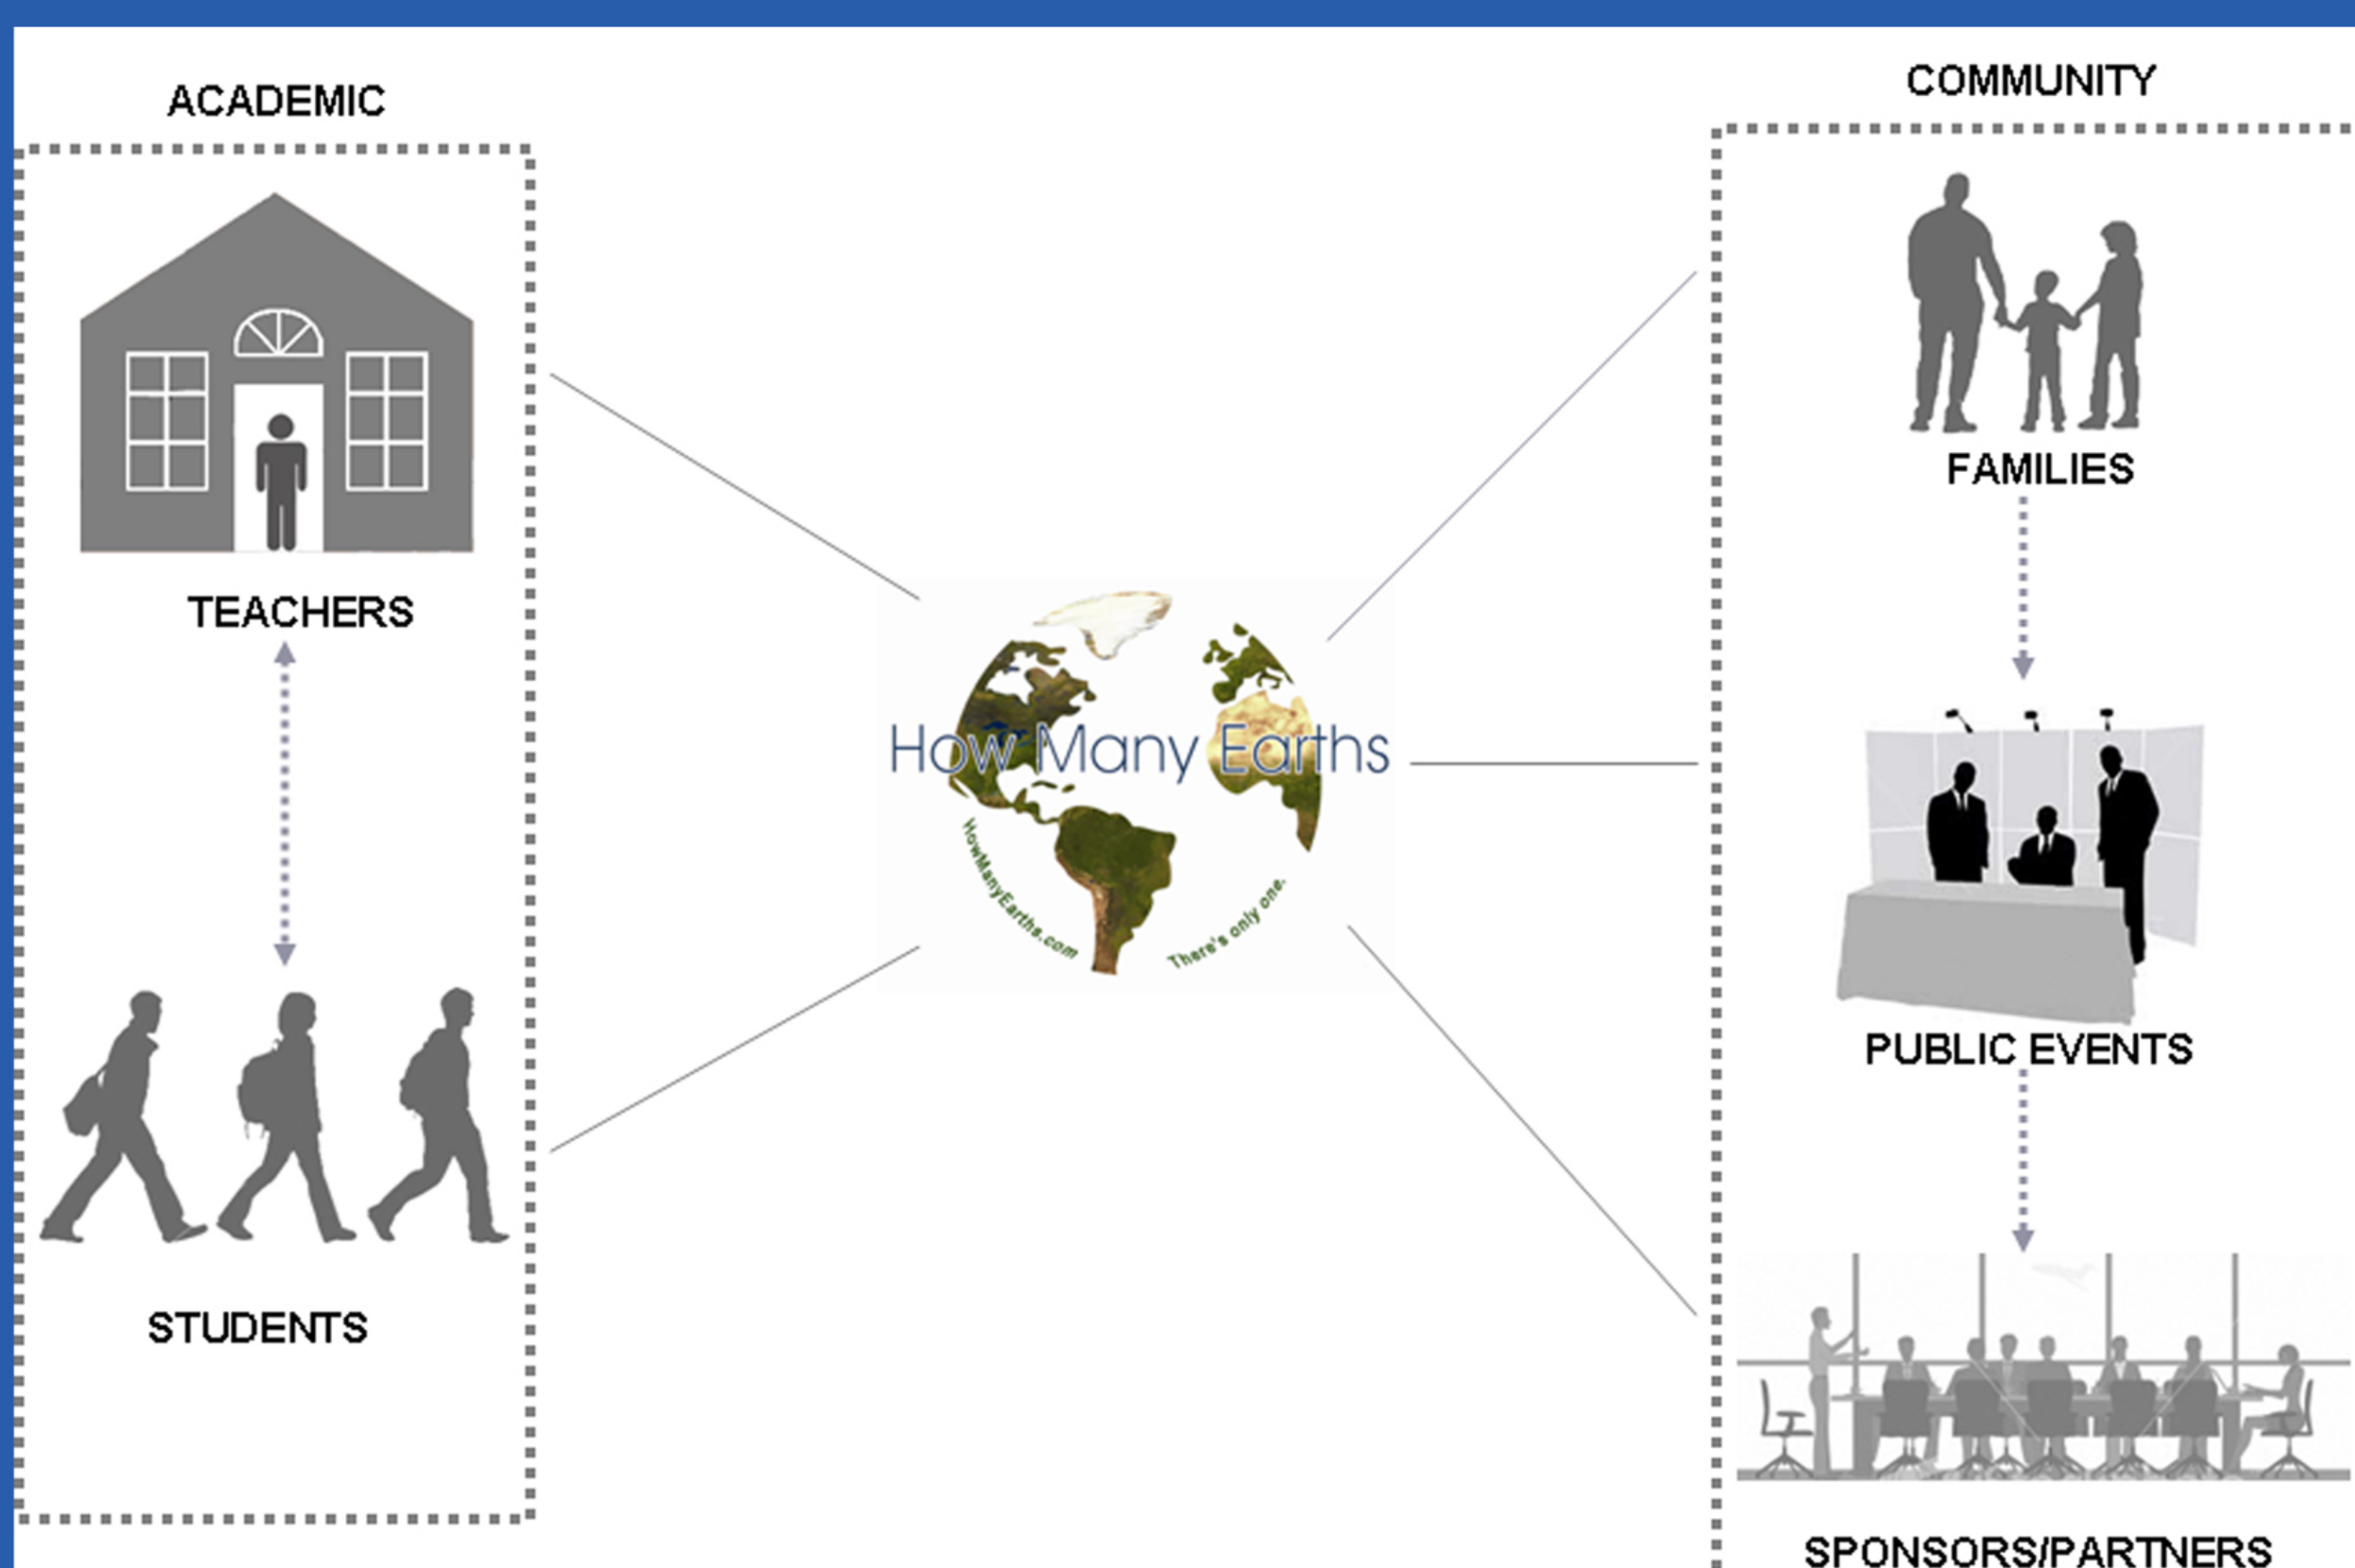 ACADEMIC
TEACHERS
STUDENTS
How Many Earths
HowManyEarths.com
There's only one.
COMMUNITY
FAMILIES
PUBLIC EVENTS
SPONSORS/PARTNERS